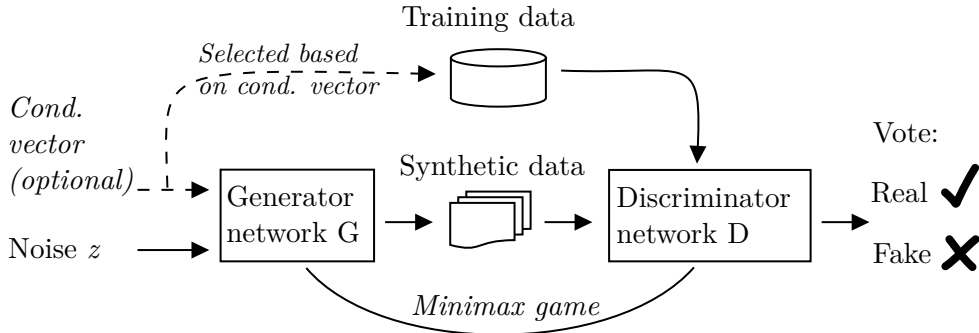 Training data
Selected based
on cond. vector
Cond.
vector
(optional)
Noise z
Generator
network G
Synthetic data
Discriminator
network D
Vote:
Real
Fake
Minimax game